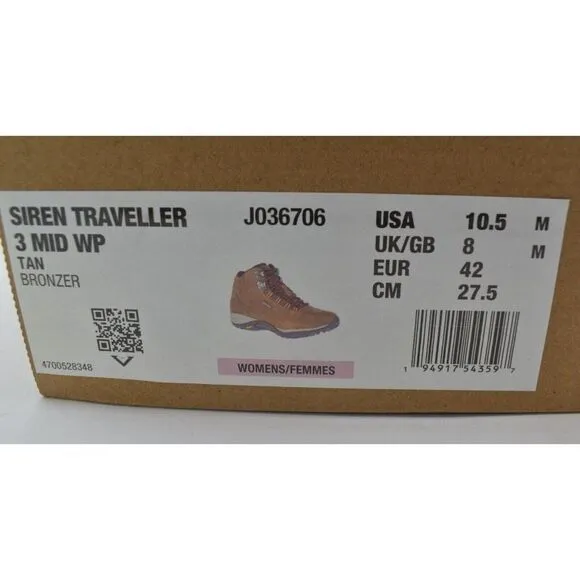 SIREN TRAVELLER
3 MID WP
TAN
BRONZER
4700528348
J036706
WOMENS/FEMMES
USA 10.5 M
UK/GB 8 M
EUR 42
CM 27.5
1 94917 54359 7